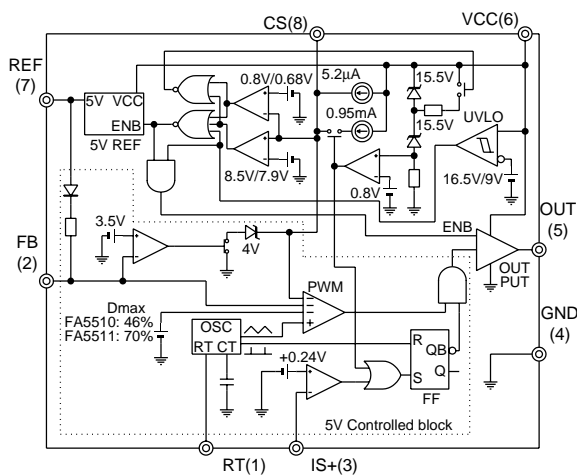 CS(8)
VCC(6)
REF
(7)
5V VCC
ENB
5V REF
0.8V/0.68V
5.2µA
15.5V
0.95mA
15.5V
UVLO
8.5V/7.9V
0.8V
16.5V/9V
OUT
(5)
ENB
OUT
PUT
3.5V
4V
FB
(2)
Dmax
FA5510: 46%
FA5511: 70%
PWM
OSC
RT CT
GND
(4)
R
QB
Q
S
FF
+0.24V
5V Controlled block
RT(1)
IS+(3)